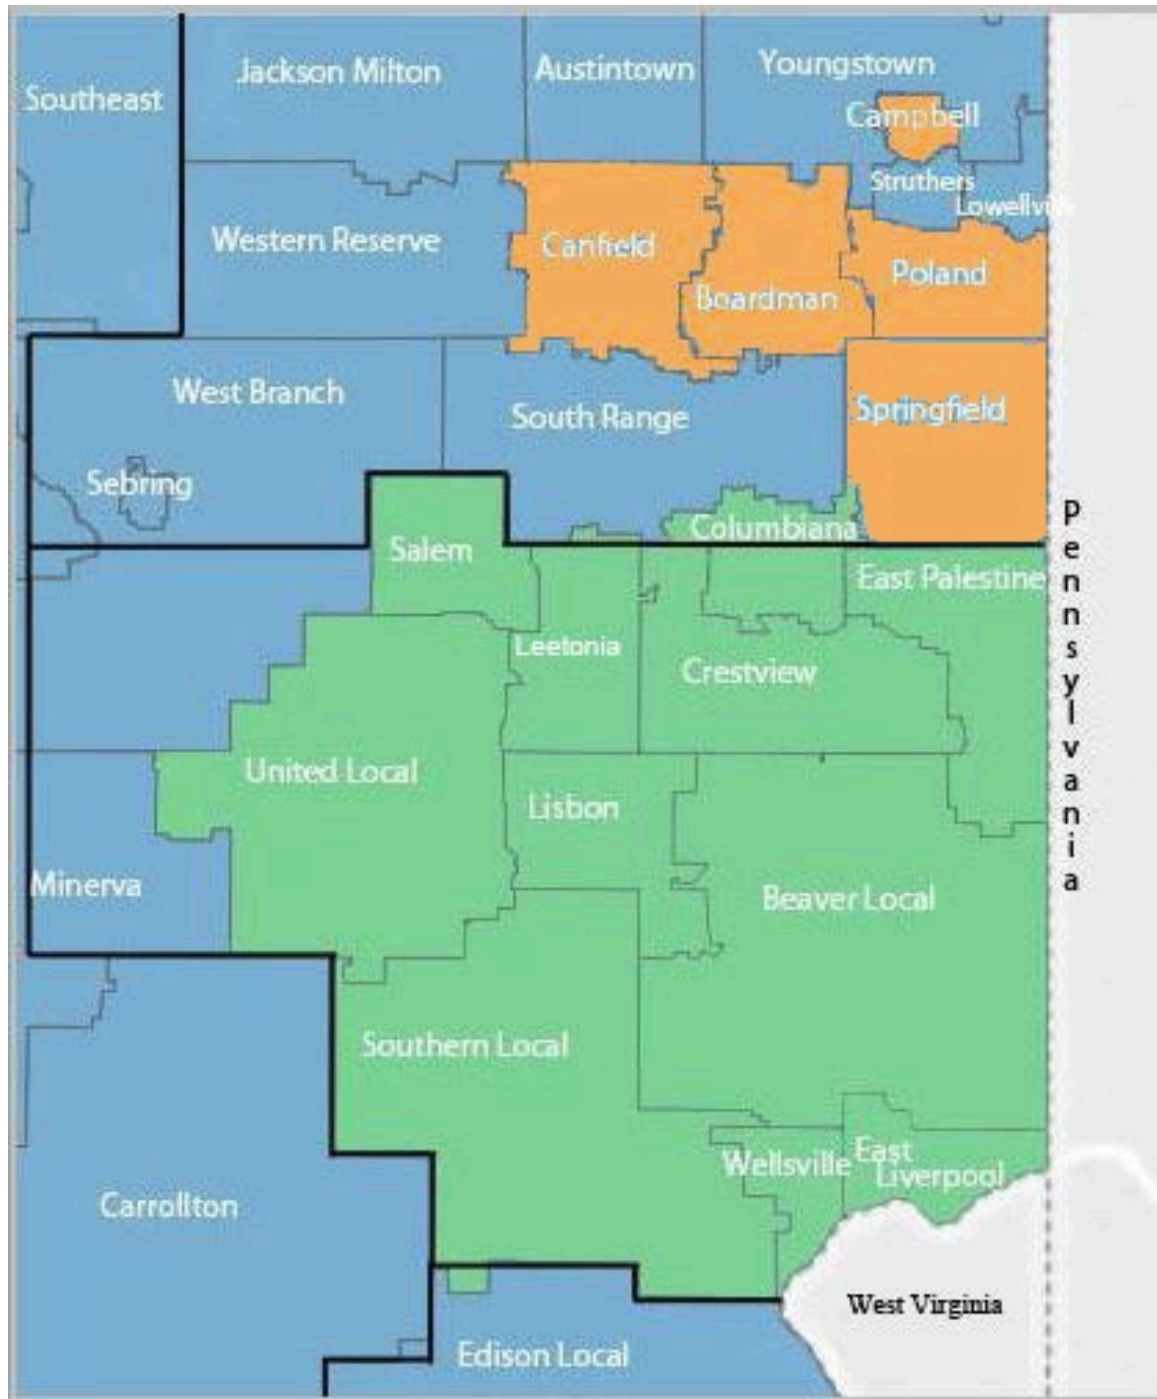 Jackson Milton
Austintown
Youngstown
Southeast
Campbell
Struthers
Lowellvi
Western Reserve
Canfield
Boardman
Poland
West Branch
South Range
Springfield
Sebring
Columbiana
Salem
East Palestine
Leetonia
Crestview
Pennsylvania
United Local
Lisbon
Minerva
Beaver Local
Southern Local
Wellsville
East
Liverpool
Carrollton
West Virginia
Edison Local